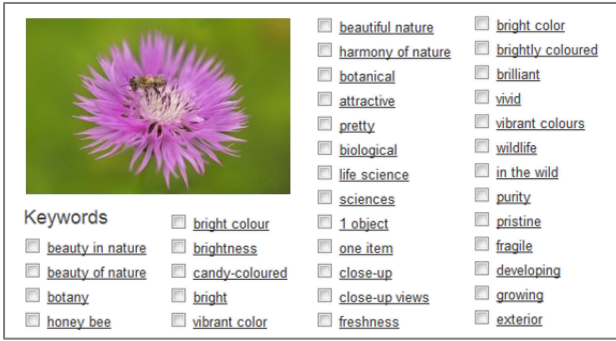 Keywords
beauty in nature
beauty of nature
botany
honey bee
bright colour
brightness
candy-coloured
bright
vibrant color
beautiful nature
harmony of nature
botanical
attractive
pretty
biological
life science
sciences
1 object
one item
close-up
close-up views
freshness
bright color
brightly coloured
brilliant
vivid
vibrant colours
wildlife
in the wild
purity
pristine
fragile
developing
growing
exterior